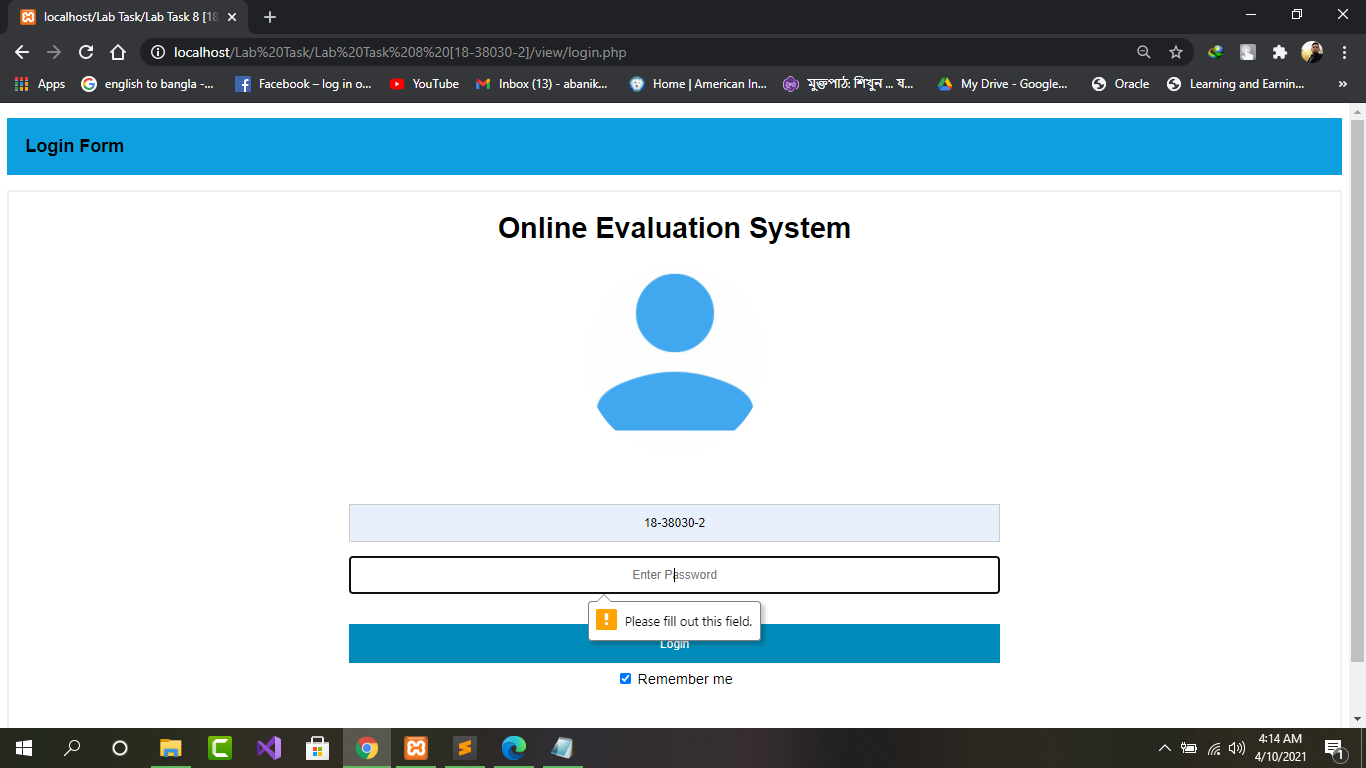 localhost/Lab Task/Lab Task 8 [18
localhost/Lab%20Task/Lab%20Task%208%20[18-38030-2]/view/login.php
Apps
english to bangla -...
Facebook – log in o...
YouTube
Inbox (13) - abanik...
Home | American In...
মুক্তপাঠ: শিখুন ... য...
My Drive - Google...
Oracle
Learning and Earnin...
»
Login Form
Online Evaluation System
18-38030-2
Enter Password
Please fill out this field.
Login
Remember me
4:14 AM
4/10/2021
1